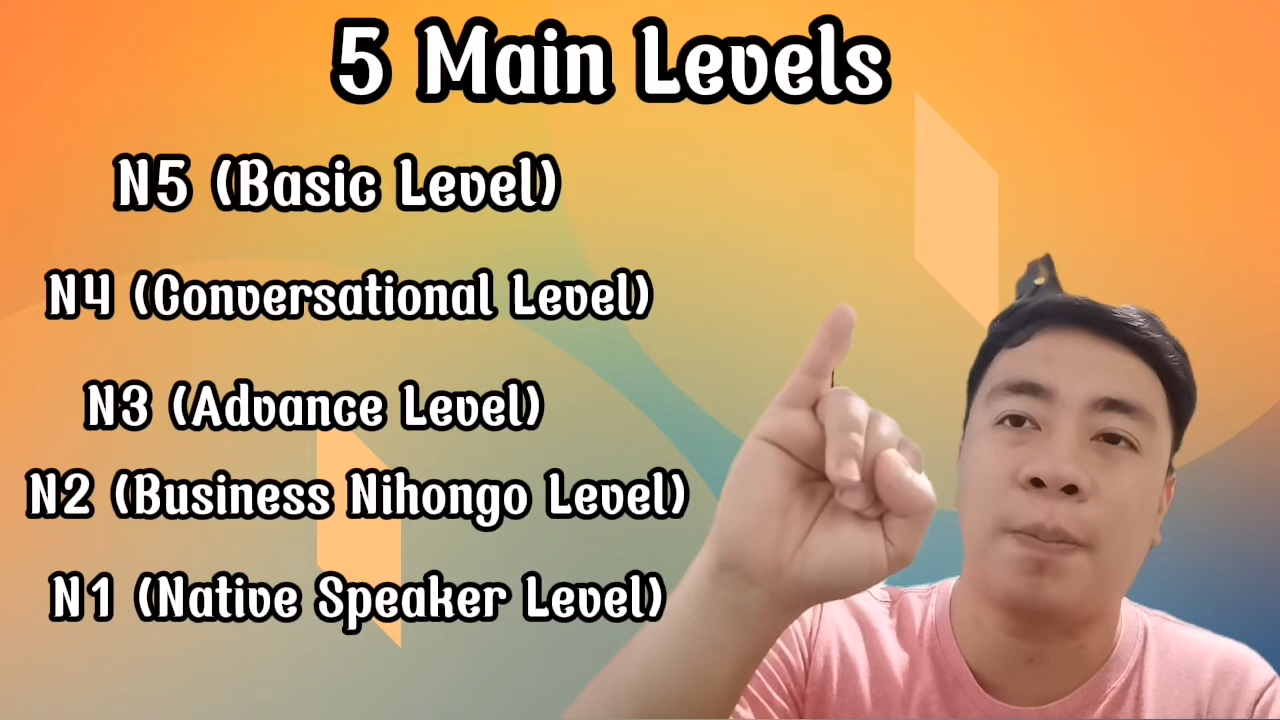 5 Main Levels
N5 (Basic Level)
N4 (Conversational Level)
N3 (Advance Level)
N2 (Business Nihongo Level)
N1 (Native Speaker Level)